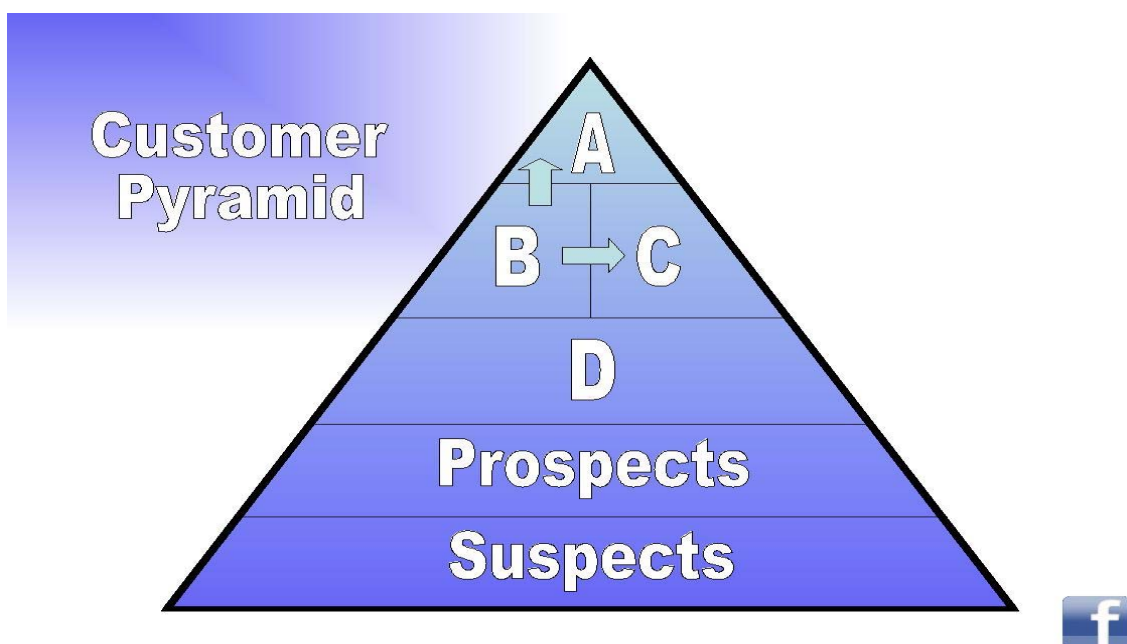 Customer
Pyramid
A
B C
D
Prospects
Suspects
f